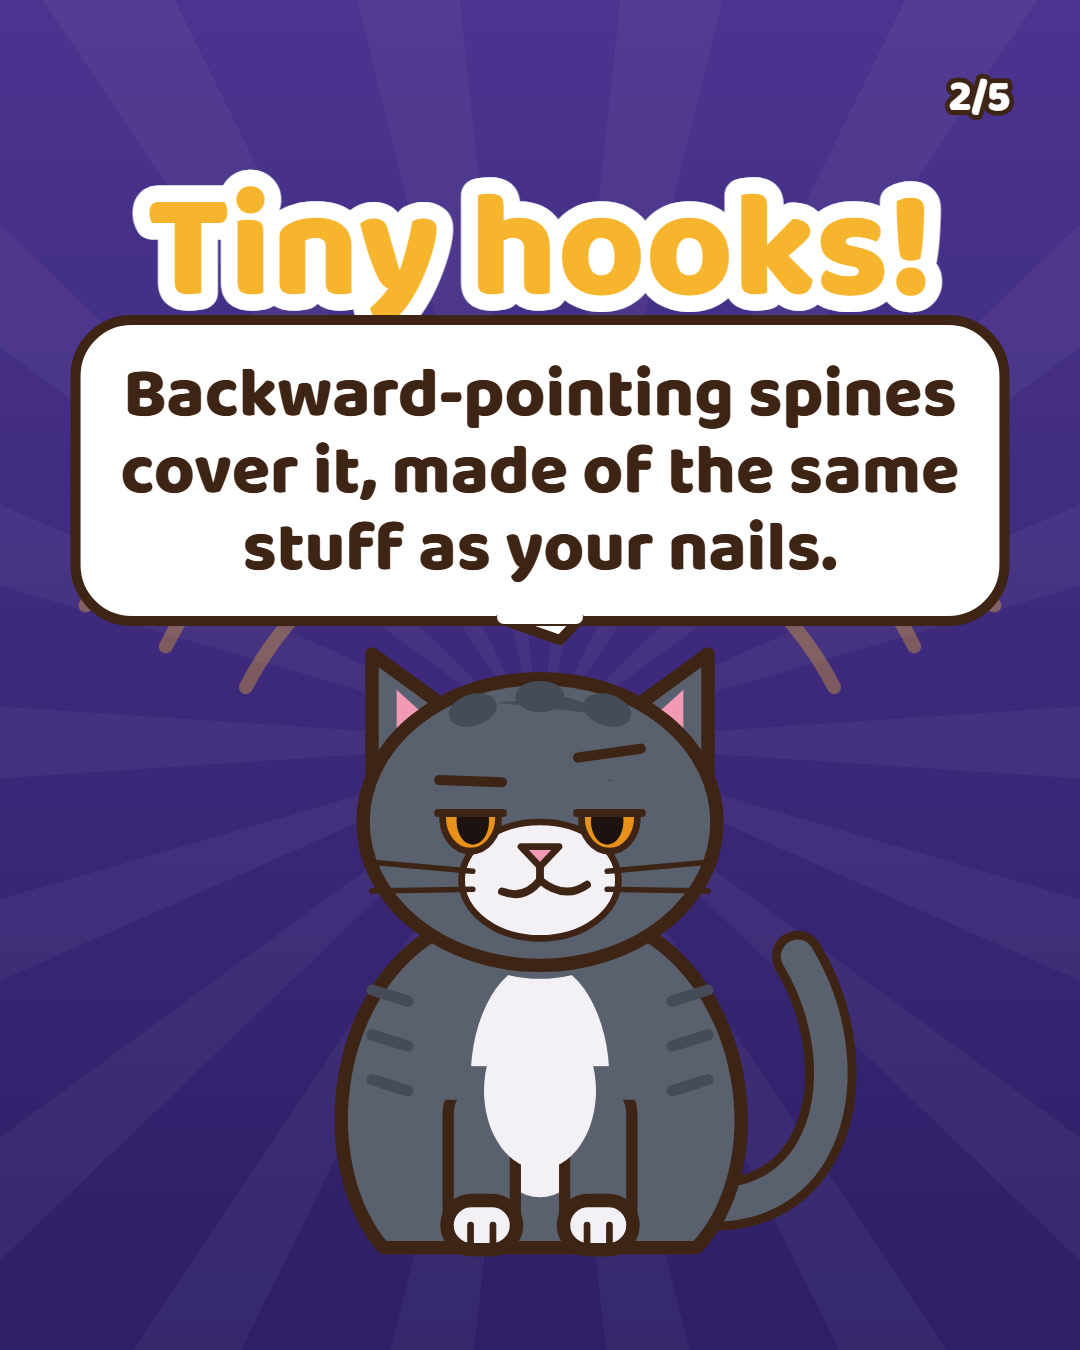 2/5
Tiny hooks!
Backward-pointing spines
cover it, made of the same
stuff as your nails.